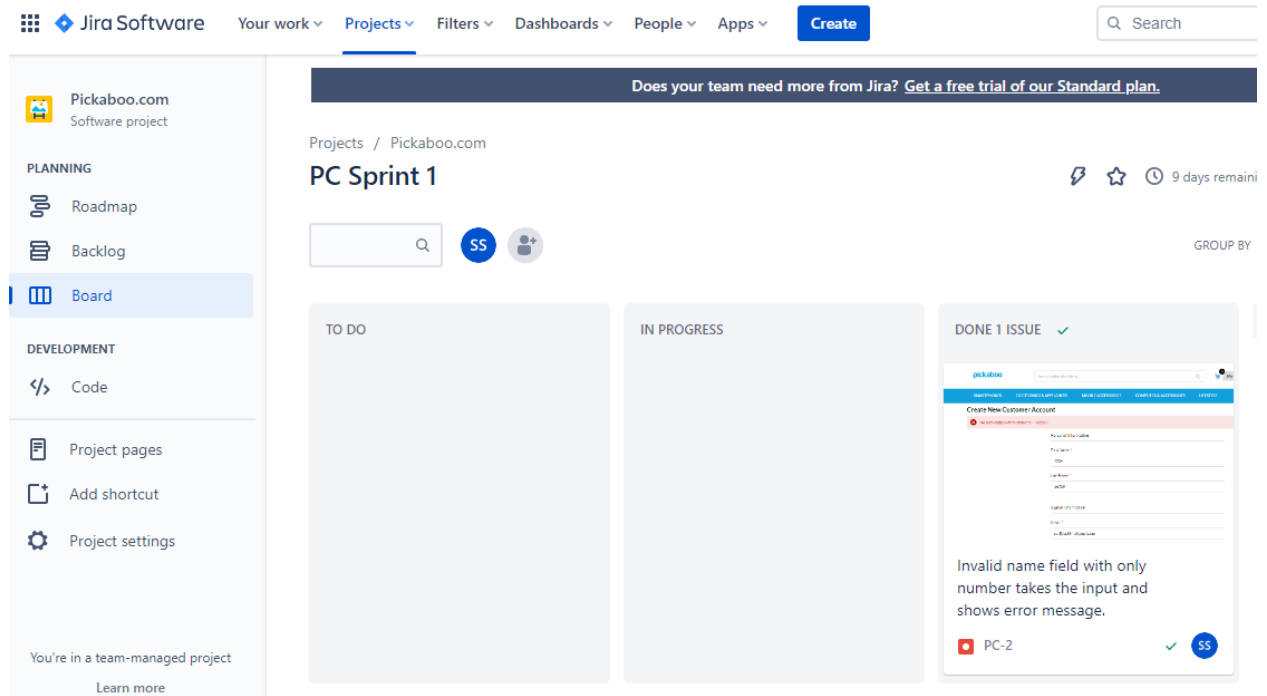 Jira Software Your work Projects Filters Dashboards People Apps Create Search
Does your team need more from Jira? Get a free trial of our Standard plan.
Pickaboo.com
Software project
PLANNING
Roadmap
Backlog
Board
DEVELOPMENT
Code
Project pages
Add shortcut
Project settings
You're in a team-managed project
Learn more
Projects / Pickaboo.com
PC Sprint 1
9 days remaini
SS
GROUP BY
TO DO
IN PROGRESS
DONE 1 ISSUE
pickaboo
Create New Customer Account
Invalid name field with only
number takes the input and
shows error message.
PC-2
SS